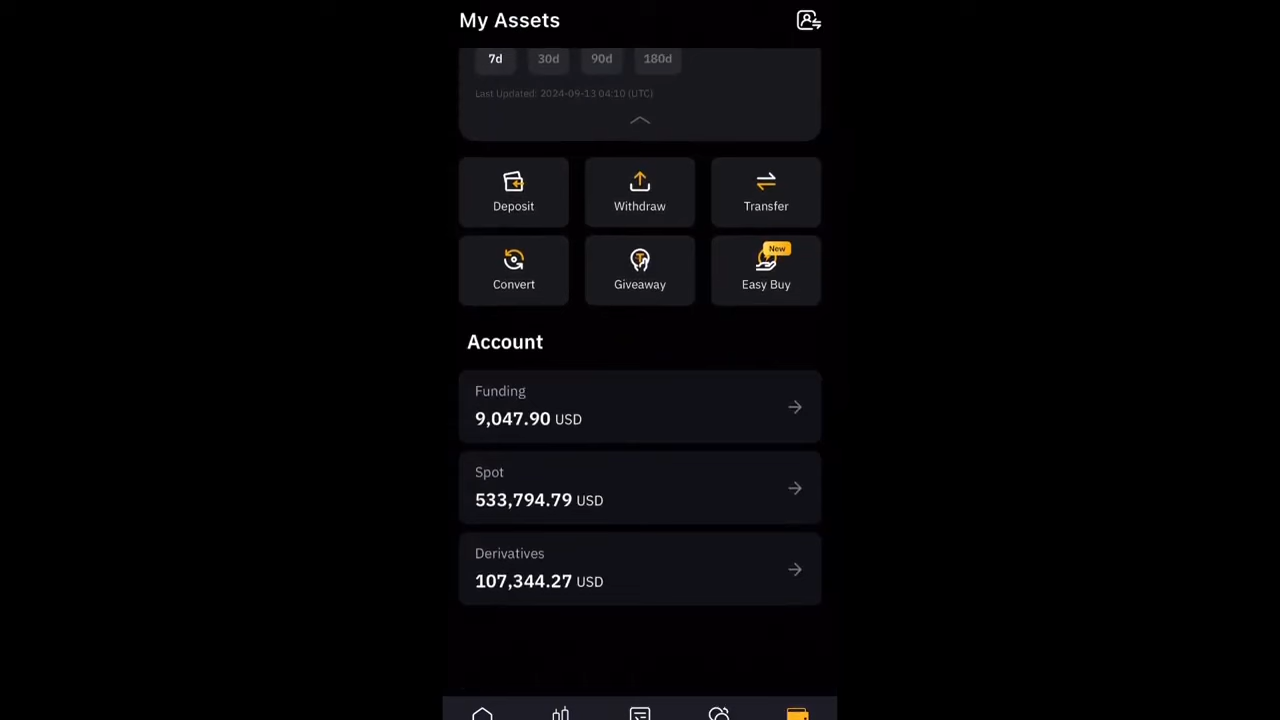 My Assets
7d 30d 90d 180d
Last Updated: 2024-09-13 04:10 (UTC)
Deposit Withdraw Transfer
New
Convert Giveaway Easy Buy
Account
Funding
9,047.90 USD
Spot
533,794.79 USD
Derivatives
107,344.27 USD